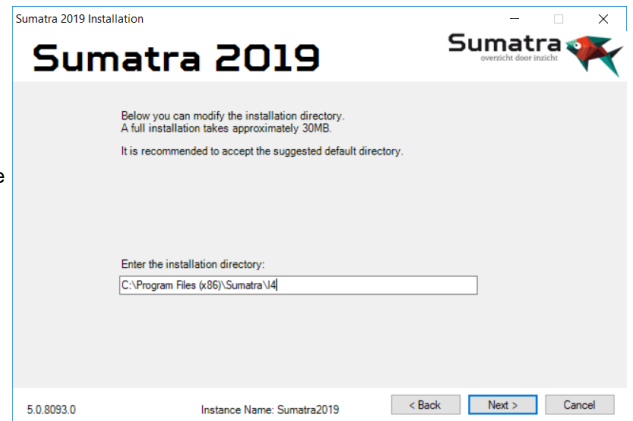 Sumatra 2019 Installation
Sumatra 2019
Sumatra
overzicht door inzicht
Below you can modify the installation directory.
A full installation takes approximately 30MB.
It is recommended to accept the suggested default directory.
e
Enter the installation directory:
C:\Program Files (x86)\Sumatra\I4
5.0.8093.0
Instance Name: Sumatra2019
< Back
Next >
Cancel